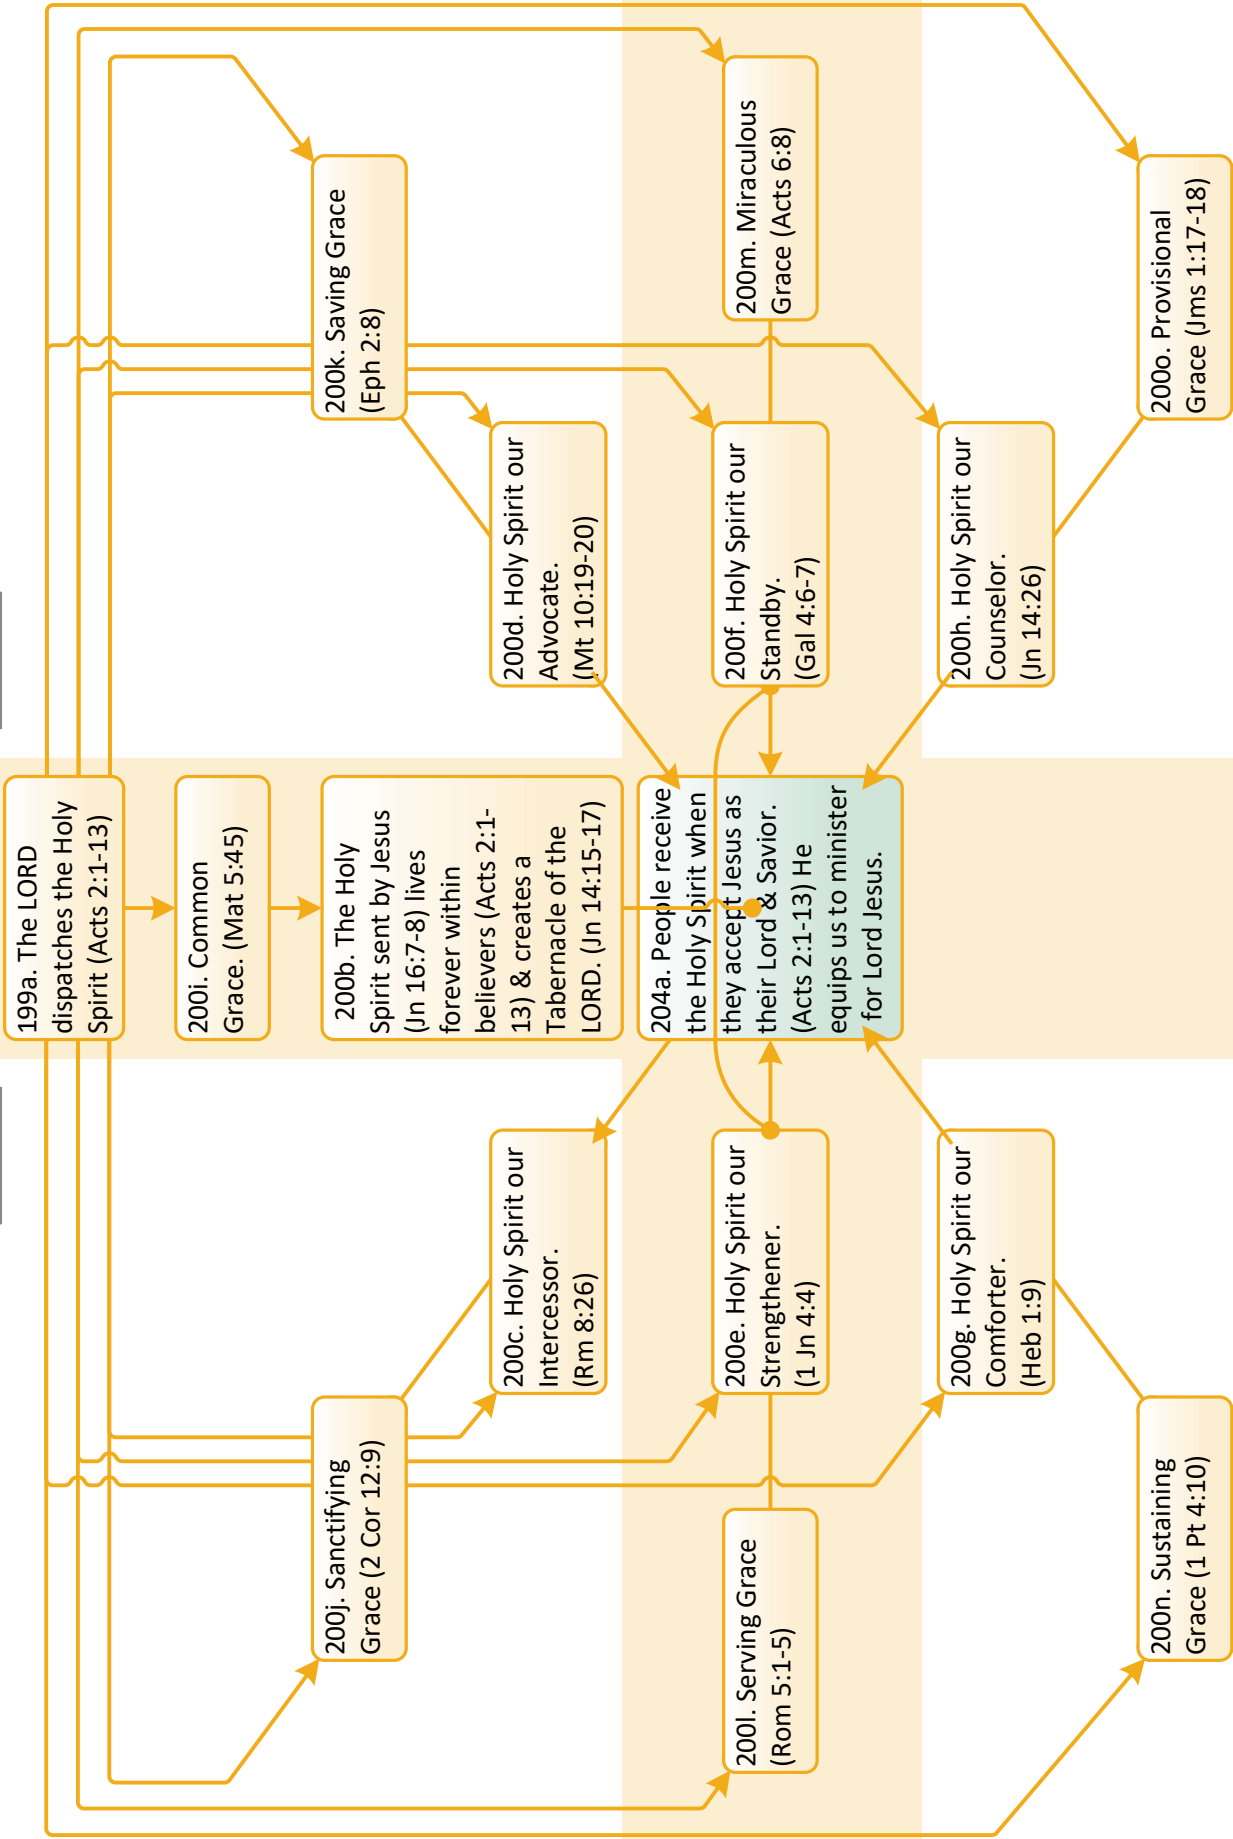 199a. The LORD
dispatches the Holy
Spirit (Acts 2:1-13)
200i. Common
Grace. (Mat 5:45)
200b. The Holy
Spirit sent by Jesus
(Jn 16:7-8) lives
forever within
believers (Acts 2:1-
13) & creates a
Tabernacle of the
LORD. (Jn 14:15-17)
204a. People receive
the Holy Spirit when
they accept Jesus as
their Lord & Savior.
(Acts 2:1-13) He
equips us to minister
for Lord Jesus.
200j. Sanctifying
Grace (2 Cor 12:9)
200k. Saving Grace
(Eph 2:8)
200c. Holy Spirit our
Intercessor.
(Rm 8:26)
200d. Holy Spirit our
Advocate.
(Mt 10:19-20)
200l. Serving Grace
(Rom 5:1-5)
200e. Holy Spirit our
Strengthener.
(1 Jn 4:4)
200f. Holy Spirit our
Standby.
(Gal 4:6-7)
200m. Miraculous
Grace (Acts 6:8)
200g. Holy Spirit our
Comforter.
(Heb 1:9)
200h. Holy Spirit our
Counselor.
(Jn 14:26)
200n. Sustaining
Grace (1 Pt 4:10)
200o. Provisional
Grace (Jms 1:17-18)